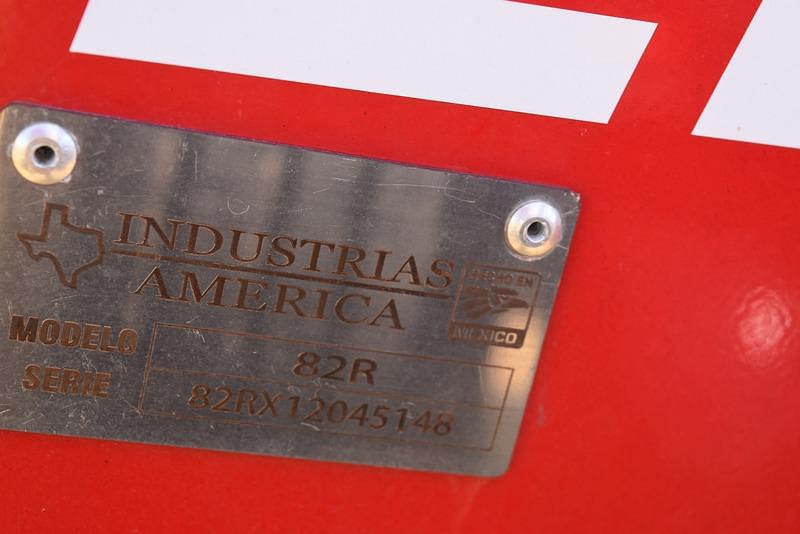 INDUSTRIAS
AMERICA
HECHO EN
MEXICO
MODELO 82R
SERIE 82RX12045148